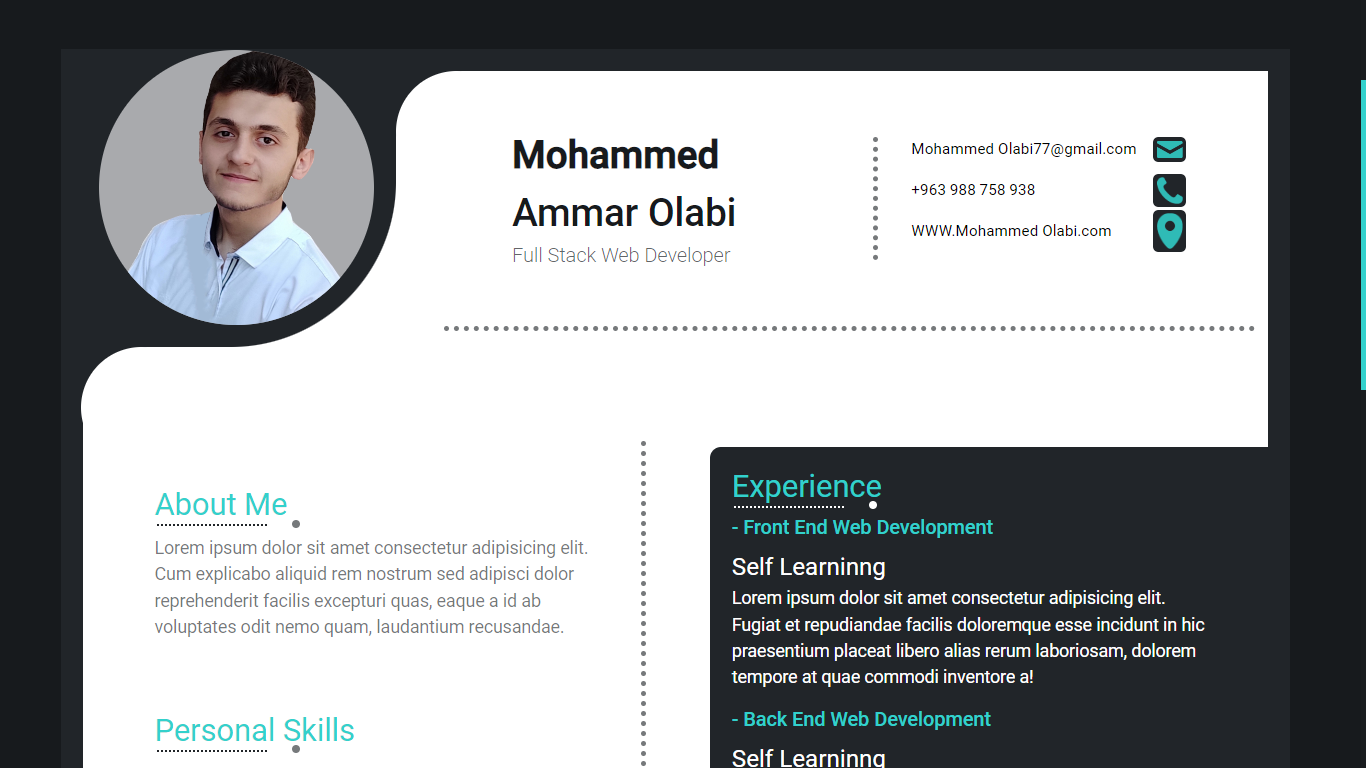 Mohammed
Ammar Olabi
Full Stack Web Developer
Mohammed Olabi77@gmail.com
+963 988 758 938
WWW.Mohammed Olabi.com
About Me
Lorem ipsum dolor sit amet consectetur adipisicing elit.
Cum explicabo aliquid rem nostrum sed adipisci dolor
reprehenderit facilis excepturi quas, eaque a id ab
voluptates odit nemo quam, laudantium recusandae.
Personal Skills
Experience
- Front End Web Development
Self Learninng
Lorem ipsum dolor sit amet consectetur adipisicing elit.
Fugiat et repudiandae facilis doloremque esse incidunt in hic
praesentium placeat libero alias rerum laboriosam, dolorem
tempore at quae commodi inventore a!
- Back End Web Development
Self Learninng